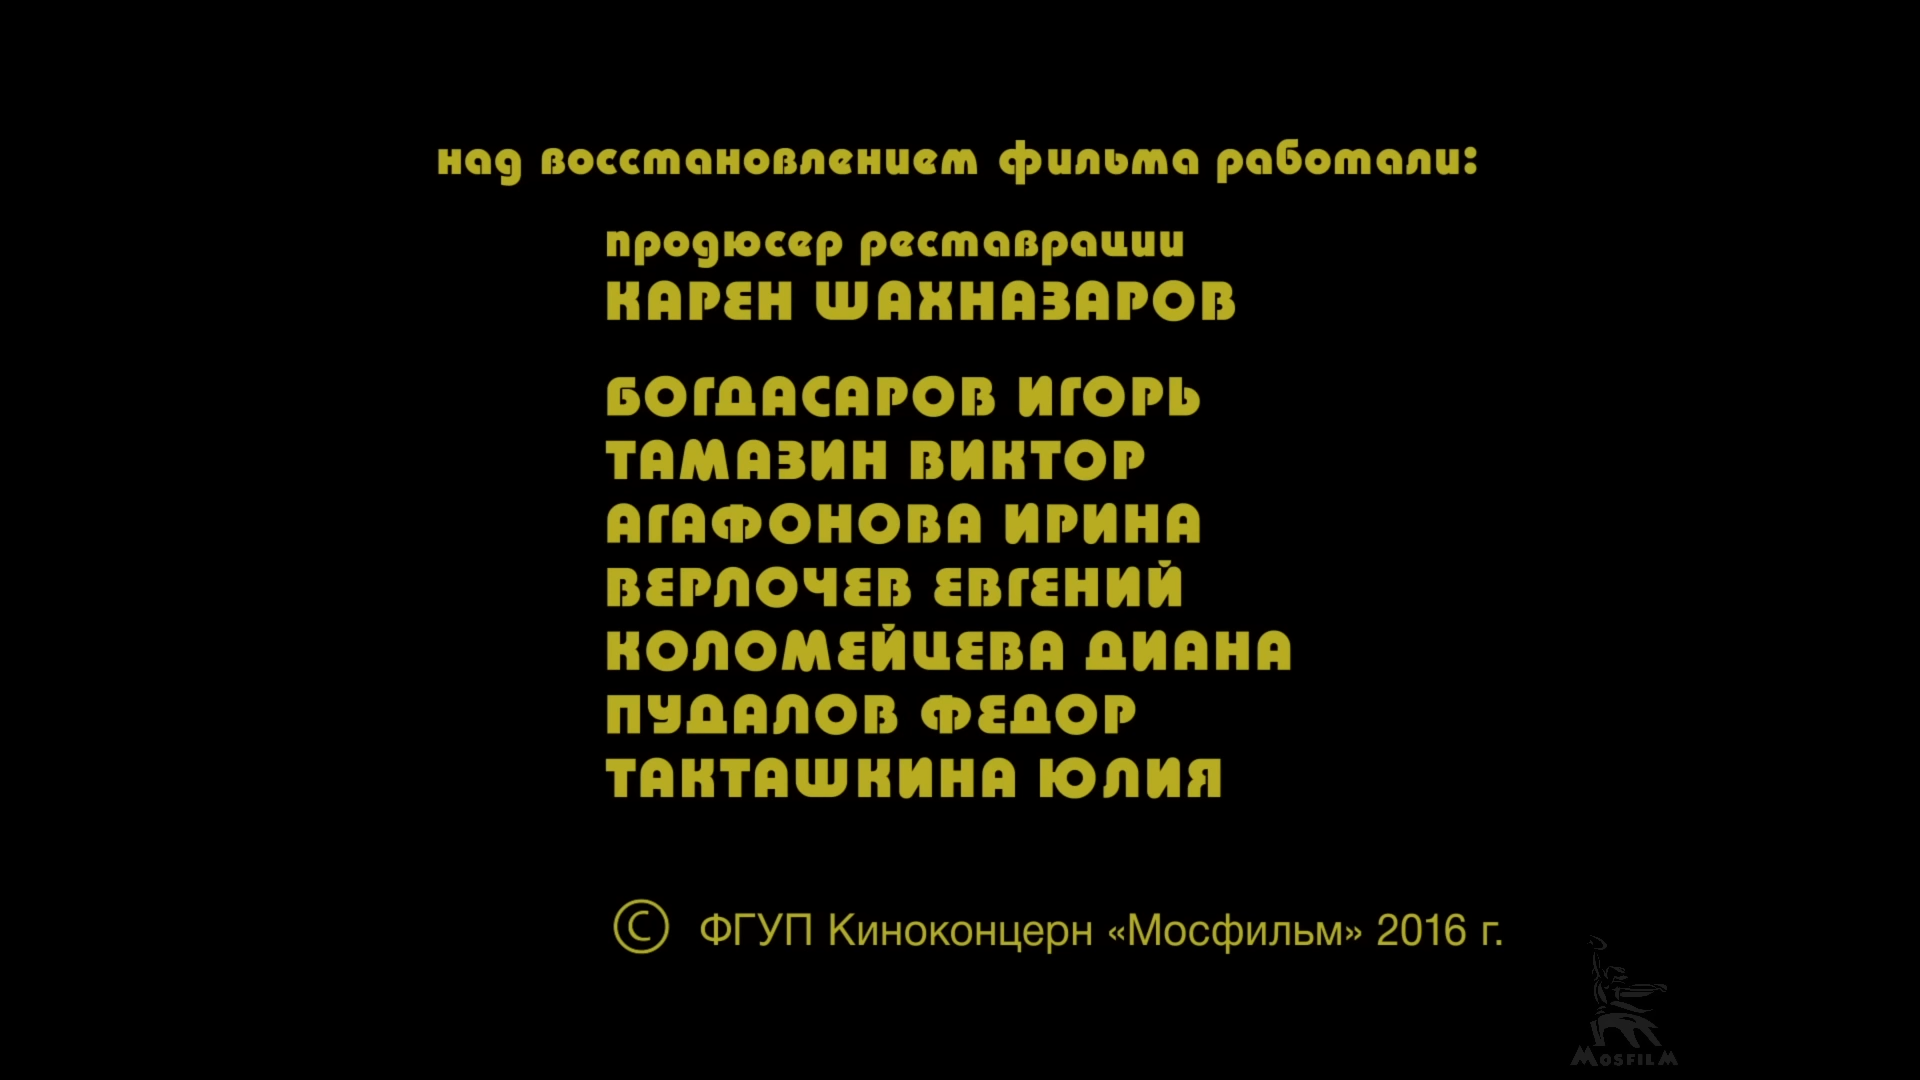 над восстановлением фильма работали:
продюсер реставрации
КАРЕН ШАХНАЗАРОВ
БОГДАСАРОВ ИГОРЬ
ТАМАЗИН ВИКТОР
АГАФОНОВА ИРИНА
ВЕРЛОЧЕВ ЕВГЕНИЙ
КОЛОМЕЙЦЕВА ДИАНА
ПУДАЛОВ ФЕДОР
ТАКТАШКИНА ЮЛИЯ
© ФГУП Киноконцерн «Мосфильм» 2016 г.
MOSFILM